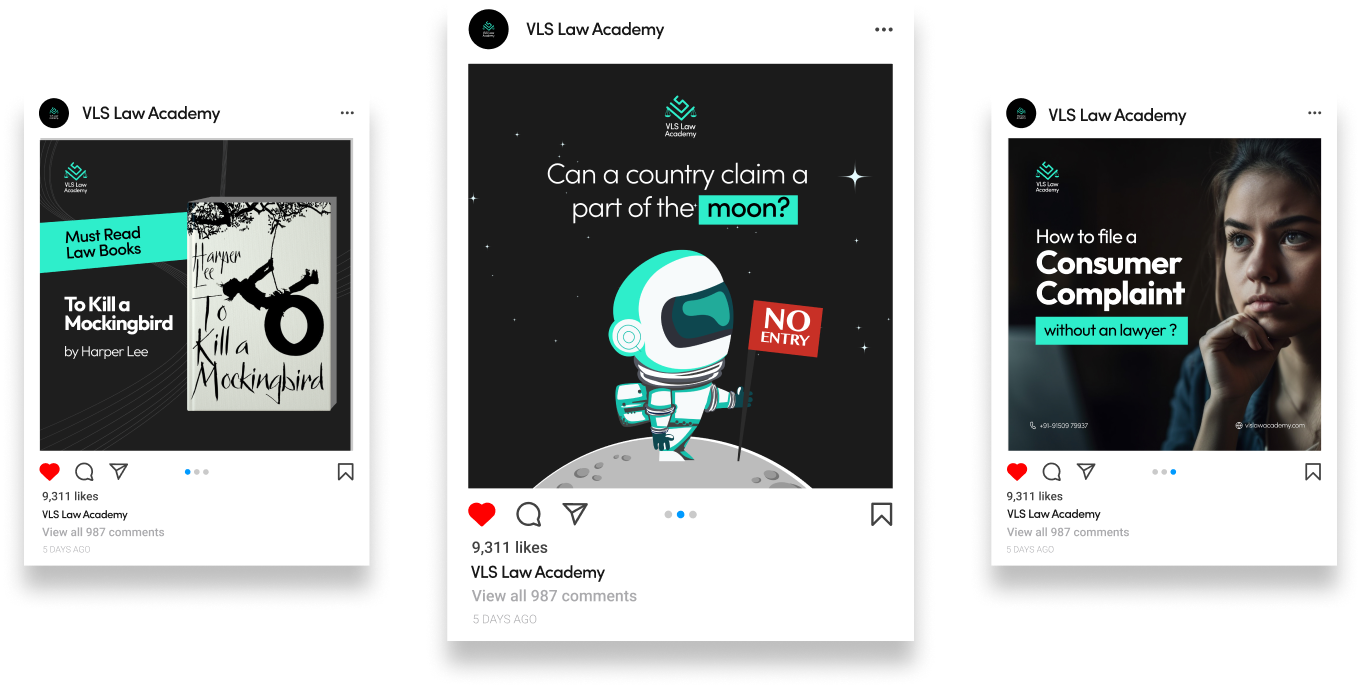 VLS Law Academy
VLS Law
Academy
Must Read
Law Books
To Kill a
Mockingbird
by Harper Lee
Harper
Lee
To
Kill a
Mockingbird
9,311 likes
VLS Law Academy
View all 987 comments
5 DAYS AGO
VLS Law Academy
VLS Law
Academy
Can a country claim a
part of the moon?
NO
ENTRY
9,311 likes
VLS Law Academy
View all 987 comments
5 DAYS AGO
VLS Law Academy
VLS Law
Academy
How to file a
Consumer
Complaint
without an lawyer ?
+91-91509 79937
vlslawacademy.com
9,311 likes
VLS Law Academy
View all 987 comments
5 DAYS AGO